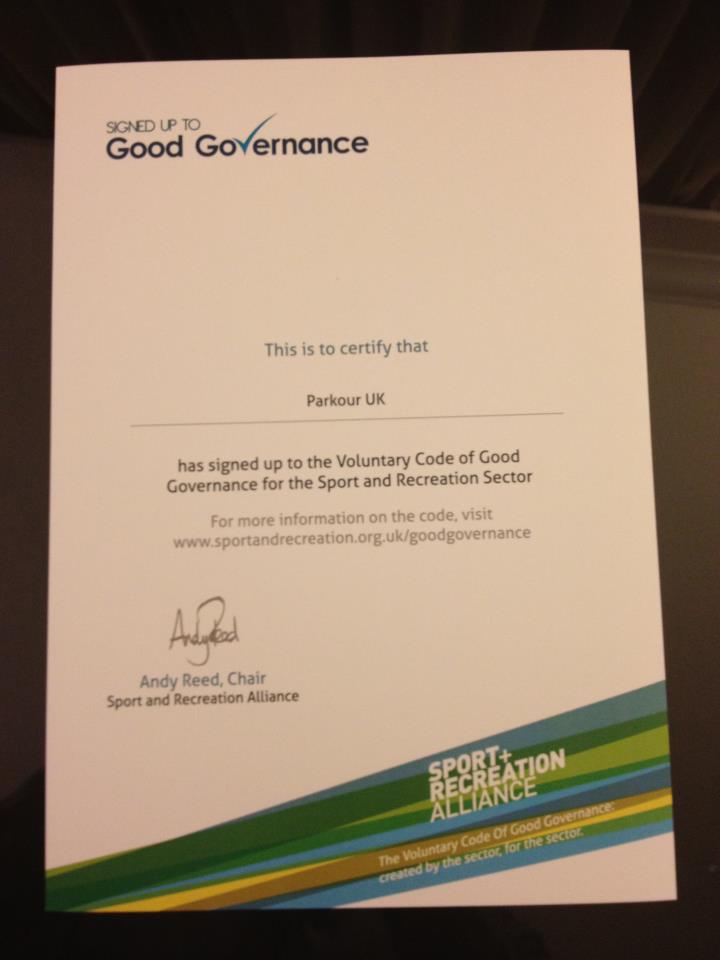 SIGNED UP TO
Good Governance
This is to certify that
Parkour UK
has signed up to the Voluntary Code of Good
Governance for the Sport and Recreation Sector
For more information on the code, visit
www.sportandrecreation.org.uk/goodgovernance
Andy Reed
Andy Reed, Chair
Sport and Recreation Alliance
SPORT+
RECREATION
ALLIANCE
The Voluntary Code Of Good Governance:
created by the sector, for the sector.